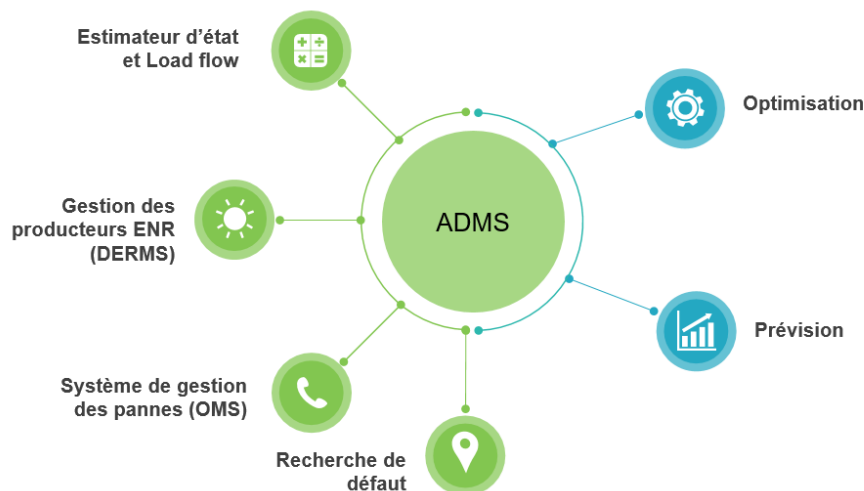 Estimateur d’état
et Load flow
Optimisation
Gestion des
producteurs ENR
(DERMS)
ADMS
Prévision
Système de gestion
des pannes (OMS)
Recherche de
défaut